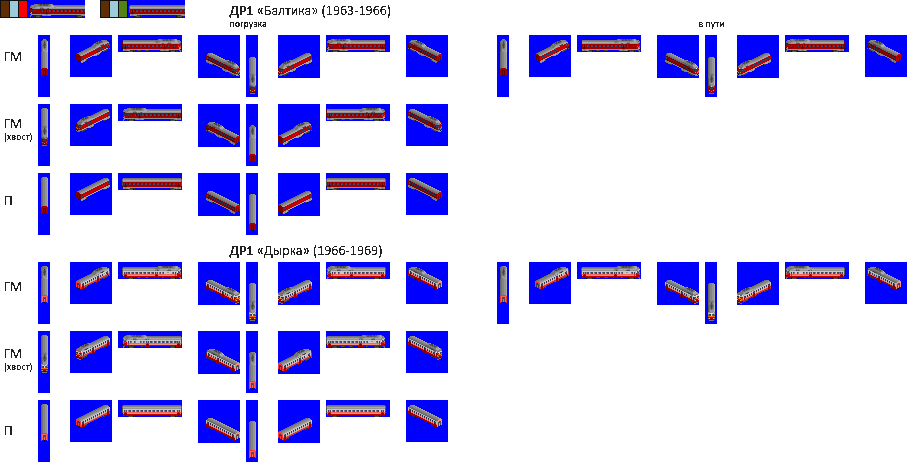 ДР1 «Балтика» (1963-1966)
погрузка
в пути
ГМ
ГМ
(хвост)
П
ДР1 «Дырка» (1966-1969)
ГМ
ГМ
(хвост)
П